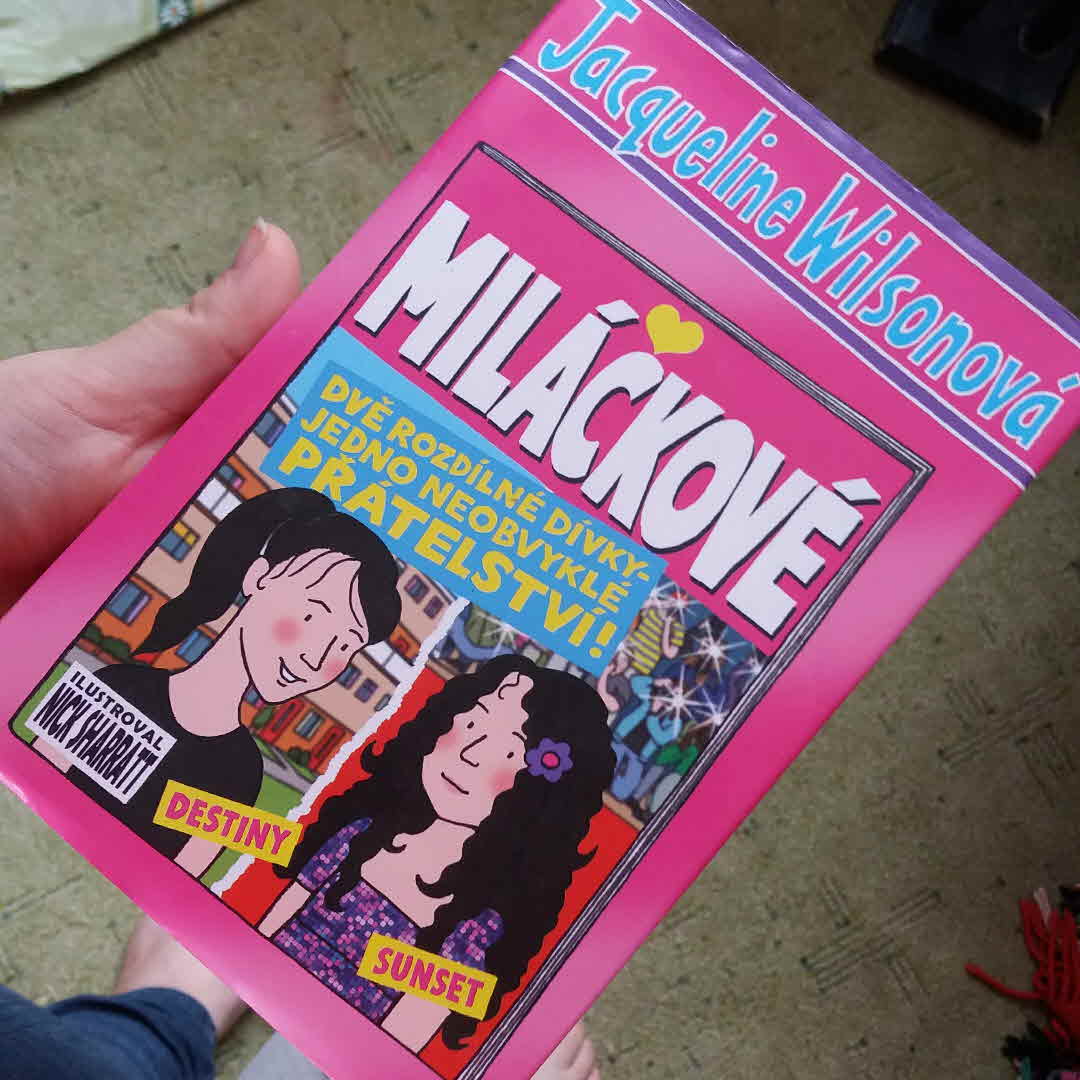 Jacqueline Wilsonová
MILÁČKOVÉ
DVĚ ROZDÍLNÉ DÍVKY-
JEDNO NEOBVYKLÉ
PŘÁTELSTVÍ!
ILUSTROVAL
NICK SHARRATT
DESTINY
SUNSET